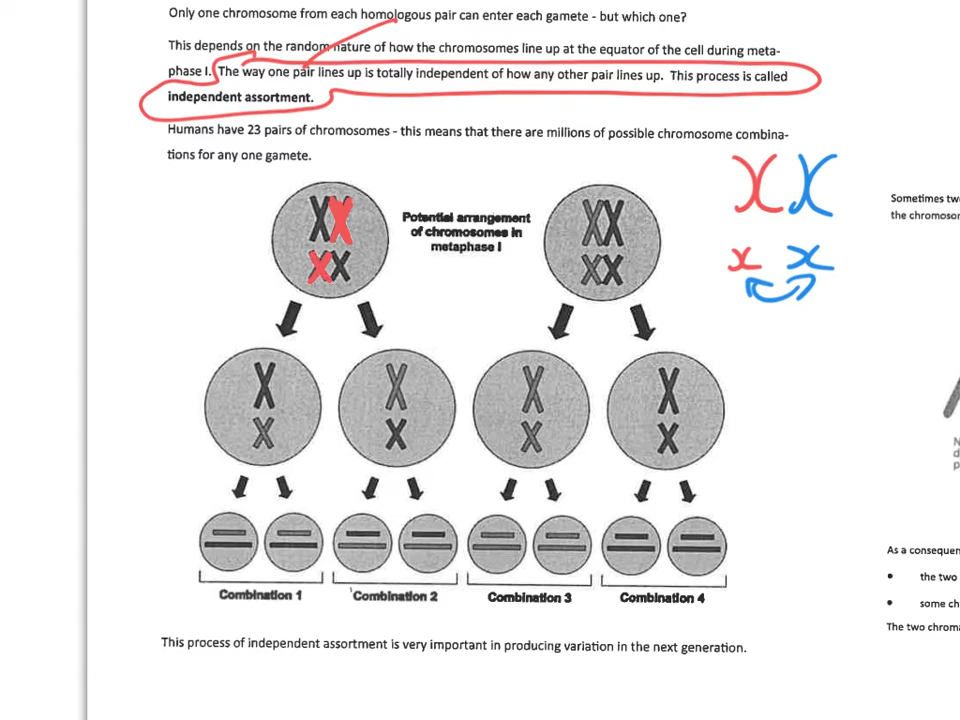 Only one chromosome from each homologous pair can enter each gamete - but which one?
This depends on the random nature of how the chromosomes line up at the equator of the cell during meta-
phase I. The way one pair lines up is totally independent of how any other pair lines up. This process is called
independent assortment.
Humans have 23 pairs of chromosomes - this means that there are millions of possible chromosome combina-
tions for any one gamete.
Sometimes tw
the chromosor
Potential arrangement
of chromosomes in
metaphase I
N
d
p
As a consequen
• the two
• some ch
The two chrom
Combination 1
Combination 2
Combination 3
Combination 4
This process of independent assortment is very important in producing variation in the next generation.